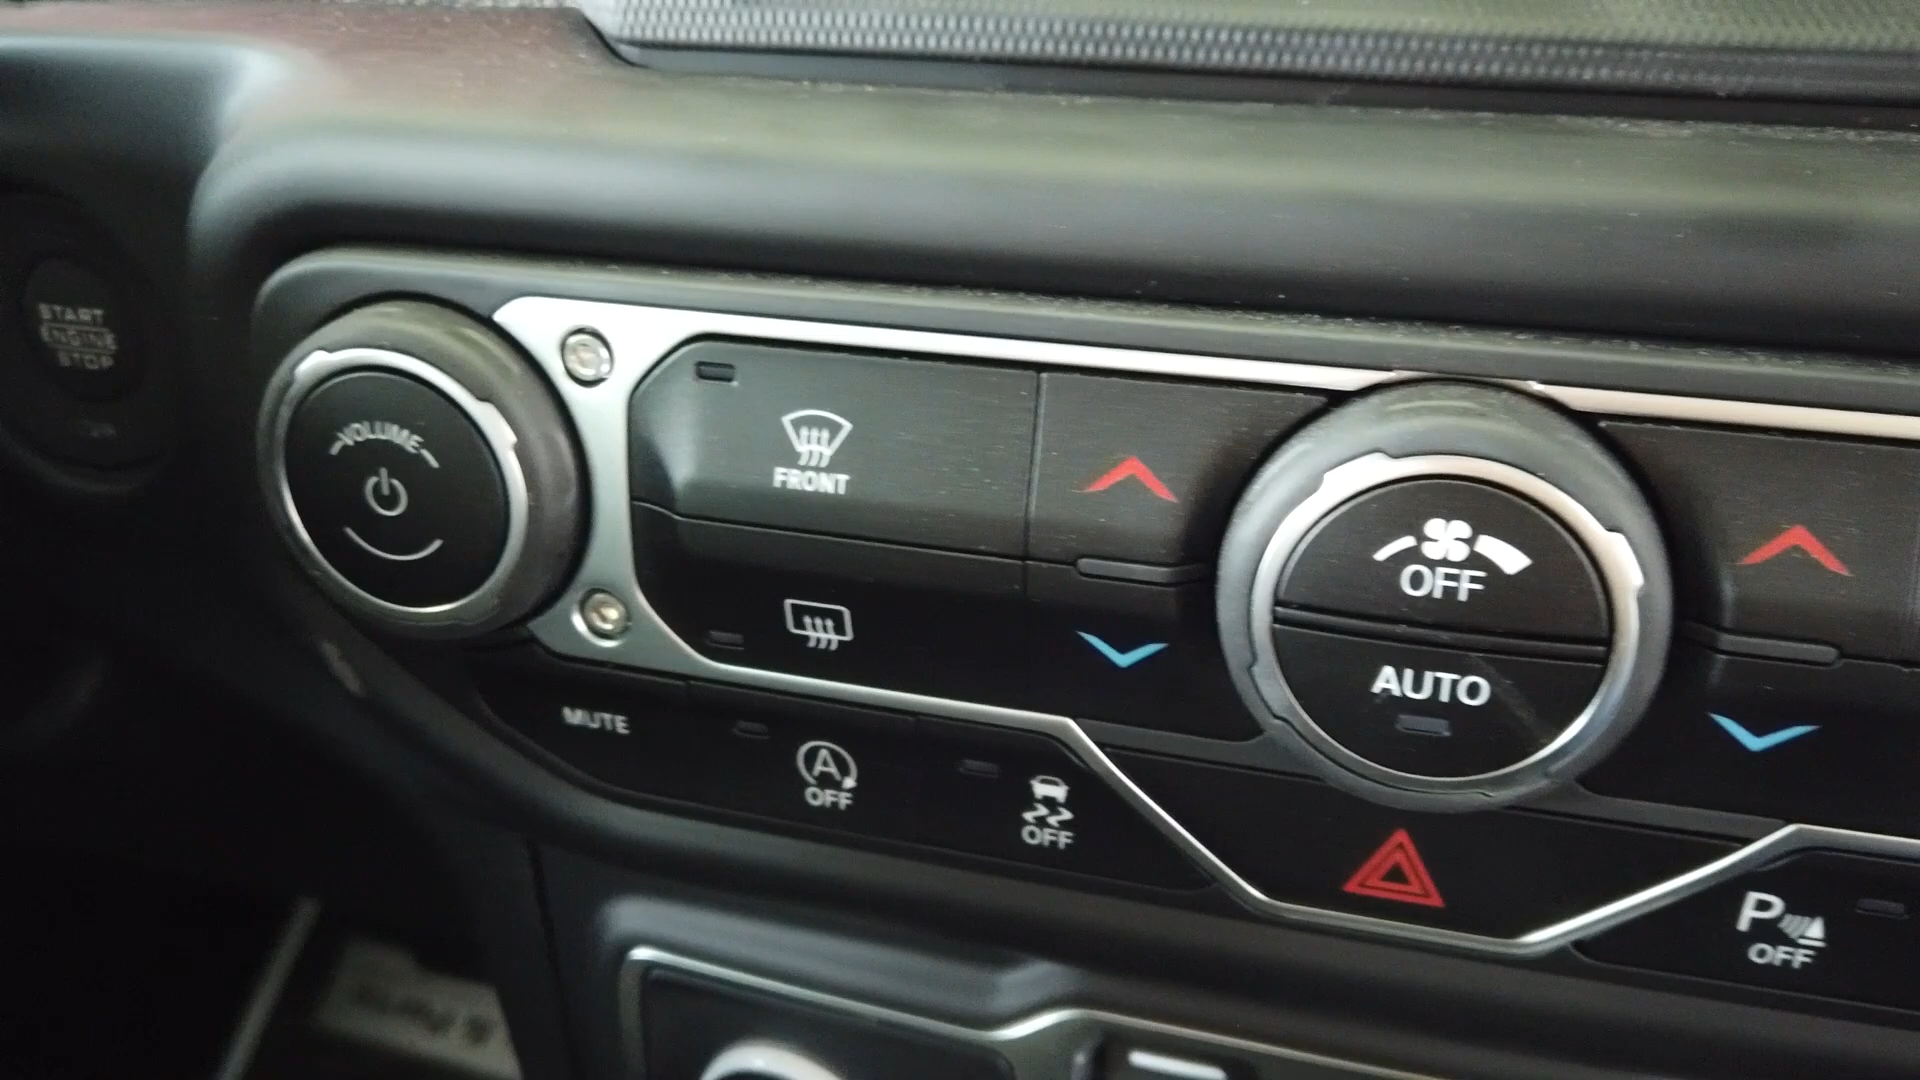 START
ENGINE
STOP
VOLUME
FRONT
OFF
AUTO
MUTE
A
OFF
OFF
P
OFF